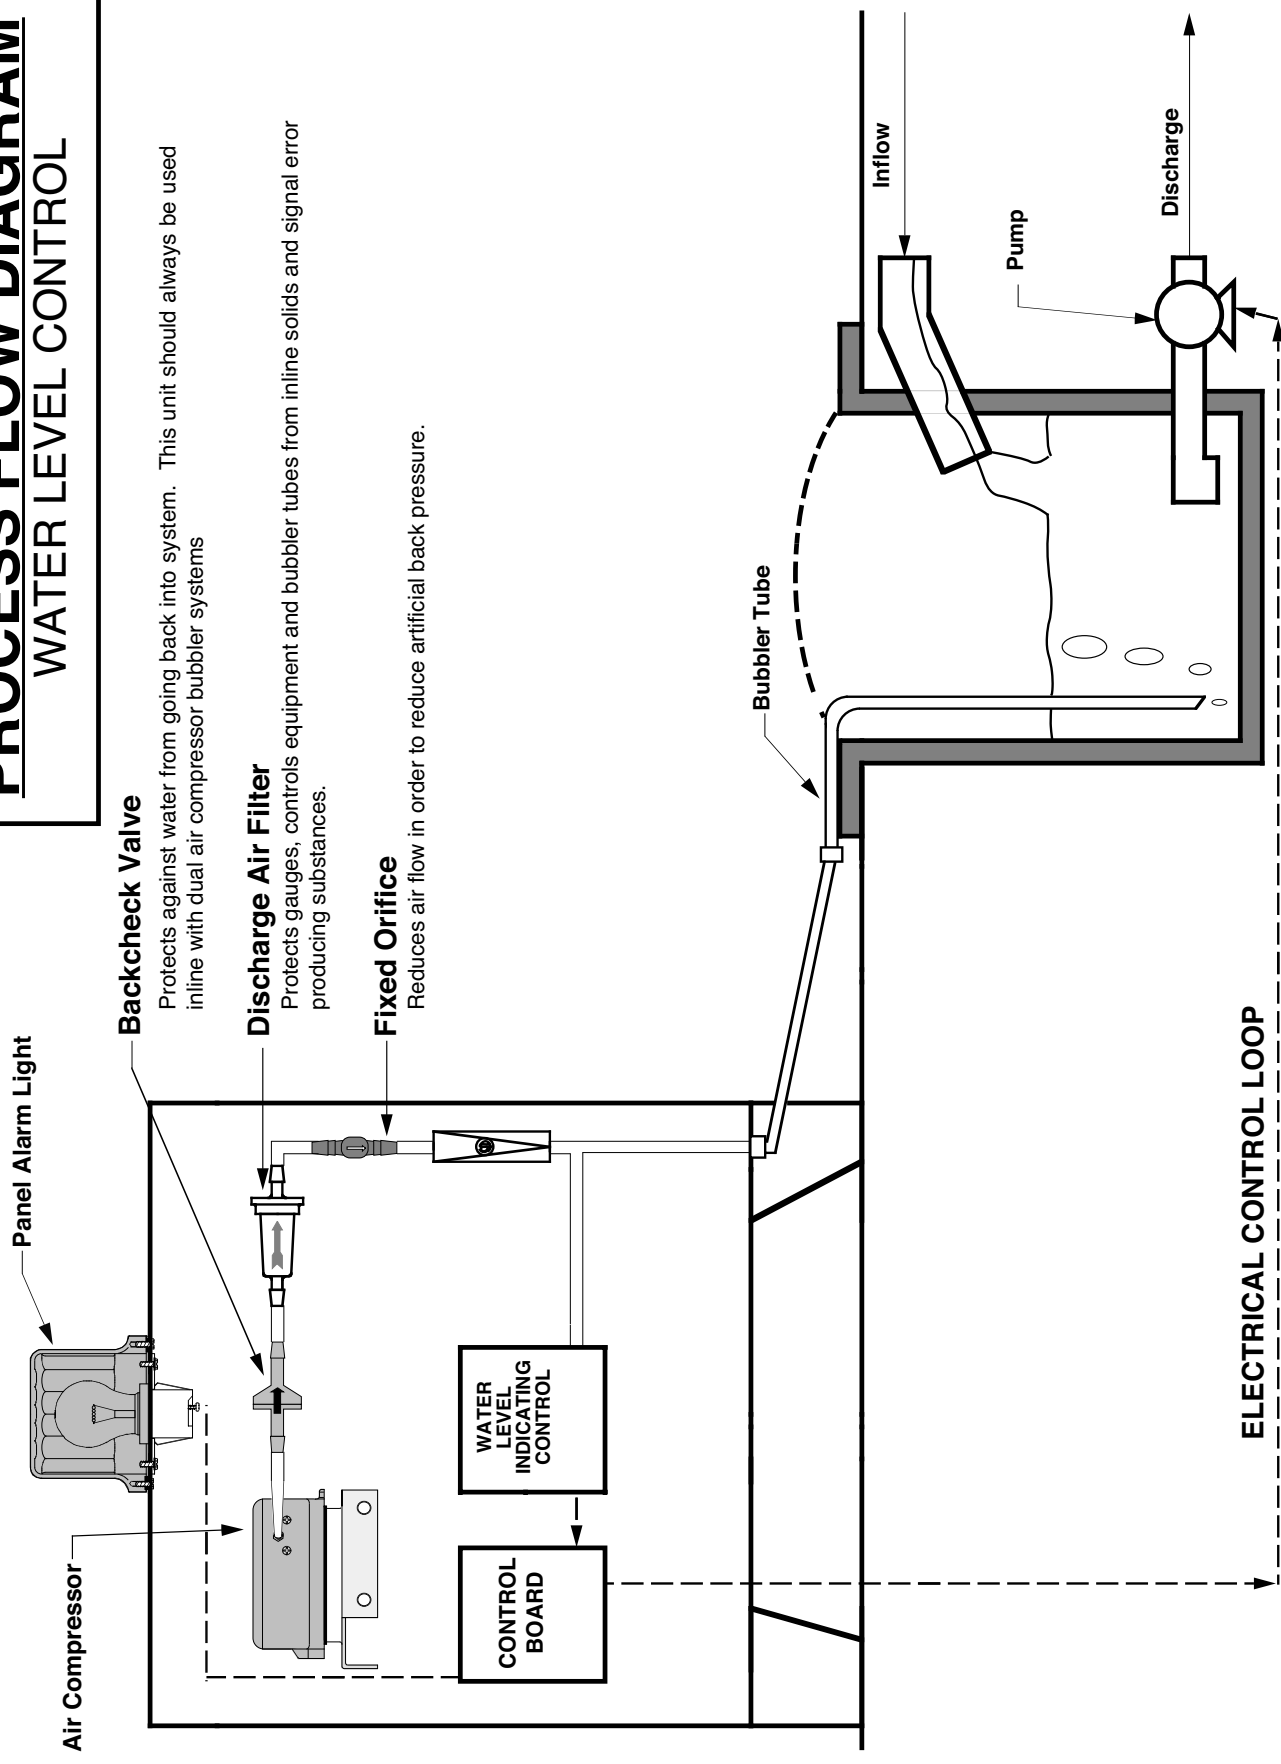 PROCESS FLOW DIAGRAM
WATER LEVEL CONTROL
Panel Alarm Light
Air Compressor
Backcheck Valve
Protects against water from going back into system. This unit should always be used
inline with dual air compressor bubbler systems
Discharge Air Filter
Protects gauges, controls equipment and bubbler tubes from inline solids and signal error
producing substances.
Fixed Orifice
Reduces air flow in order to reduce artificial back pressure.
WATER
LEVEL
INDICATING
CONTROL
CONTROL
BOARD
Bubbler Tube
Inflow
Pump
Discharge
ELECTRICAL CONTROL LOOP